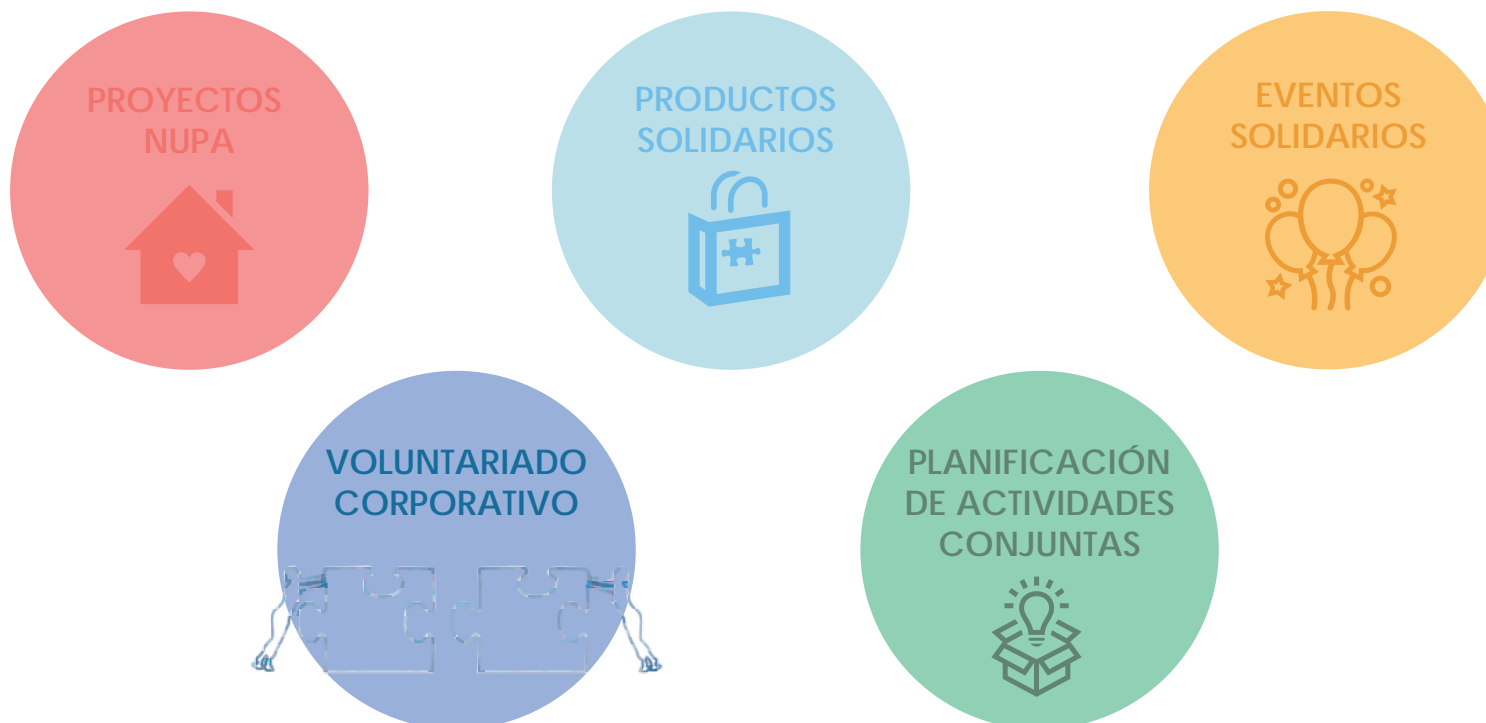 PROYECTOS
NUPA
PRODUCTOS
SOLIDARIOS
EVENTOS
SOLIDARIOS
VOLUNTARIADO
CORPORATIVO
PLANIFICACIÓN
DE ACTIVIDADES
CONJUNTAS